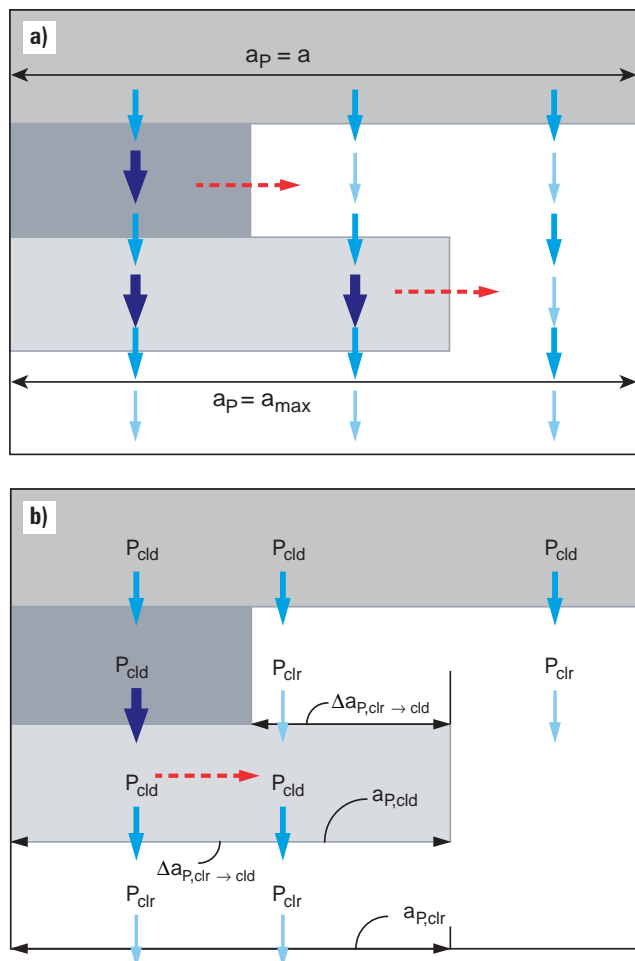 a)
aP = a
aP = amax
b)
Pcld Pcld Pcld
Pcld Pclr Pclr
ΔaP,clr → cld
Pcld Pcld aP,cld
ΔaP,clr → cld
Pclr Pclr aP,clr